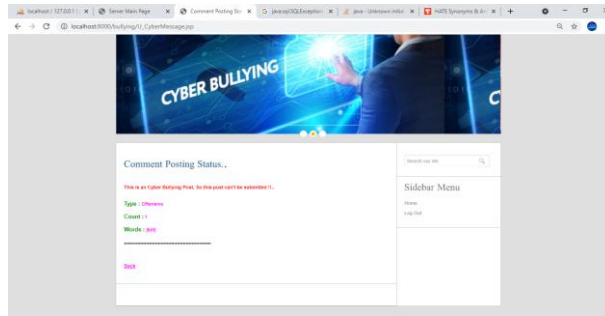 localhost / 127.0.0.1 |
Server Main Page
Comment Posting Sta
java.sql.SQLException
java - Unknown initial
HATE Synonyms & An
localhost:8000/bullying/U_CyberMessage.jsp
CYBER BULLYING
Comment Posting Status..
This is an Cyber Bullying Post, So this post can't be submitted !!..
Type : Offensive
Count : 1
Words :
Back
Search our site
Sidebar Menu
Home
Log Out